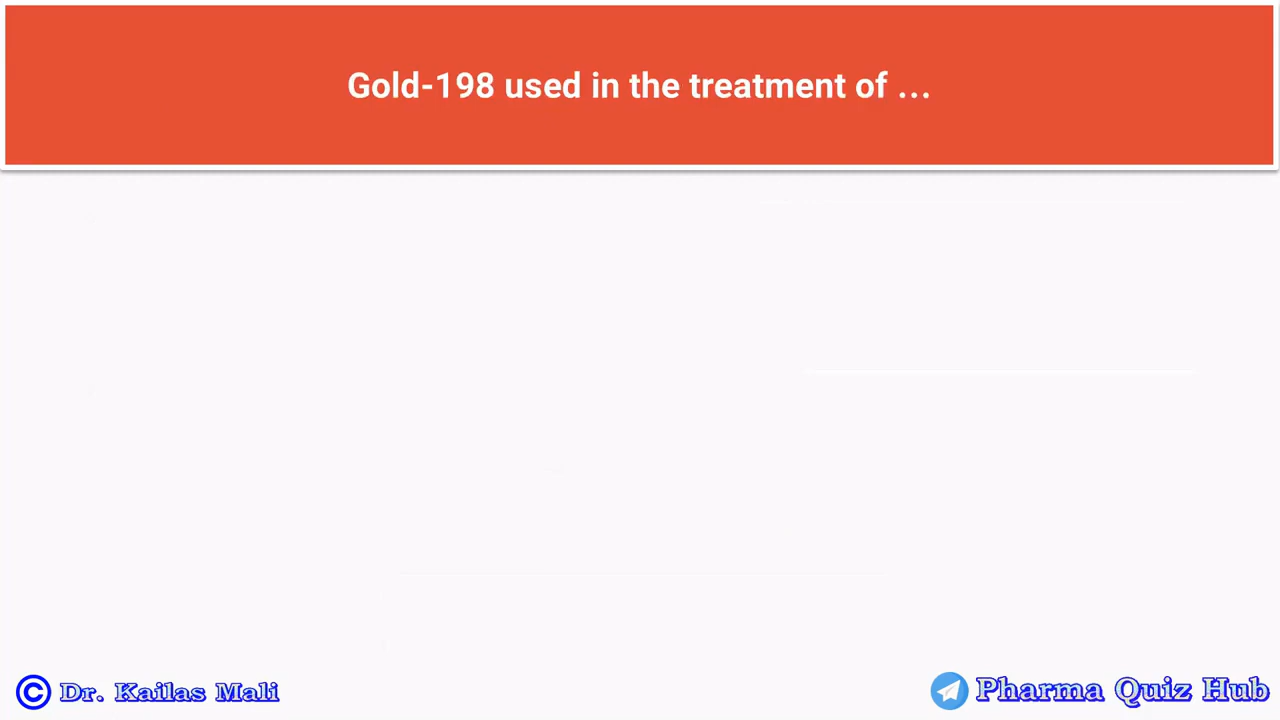 Gold-198 used in the treatment of ...
© Dr. Kailas Mali
Pharma Quiz Hub